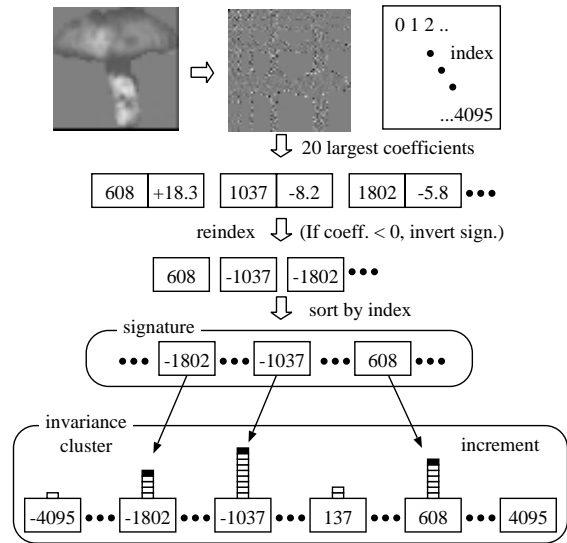 0 1 2 ..
index
...4095
20 largest coefficients
608 +18.3 1037 -8.2 1802 -5.8 •••
reindex (If coeff. < 0, invert sign.)
608 -1037 -1802 •••
sort by index
signature
••• -1802 ••• -1037 ••• 608 •••
invariance
cluster
increment
-4095 ••• -1802 ••• -1037 ••• 137 ••• 608 ••• 4095